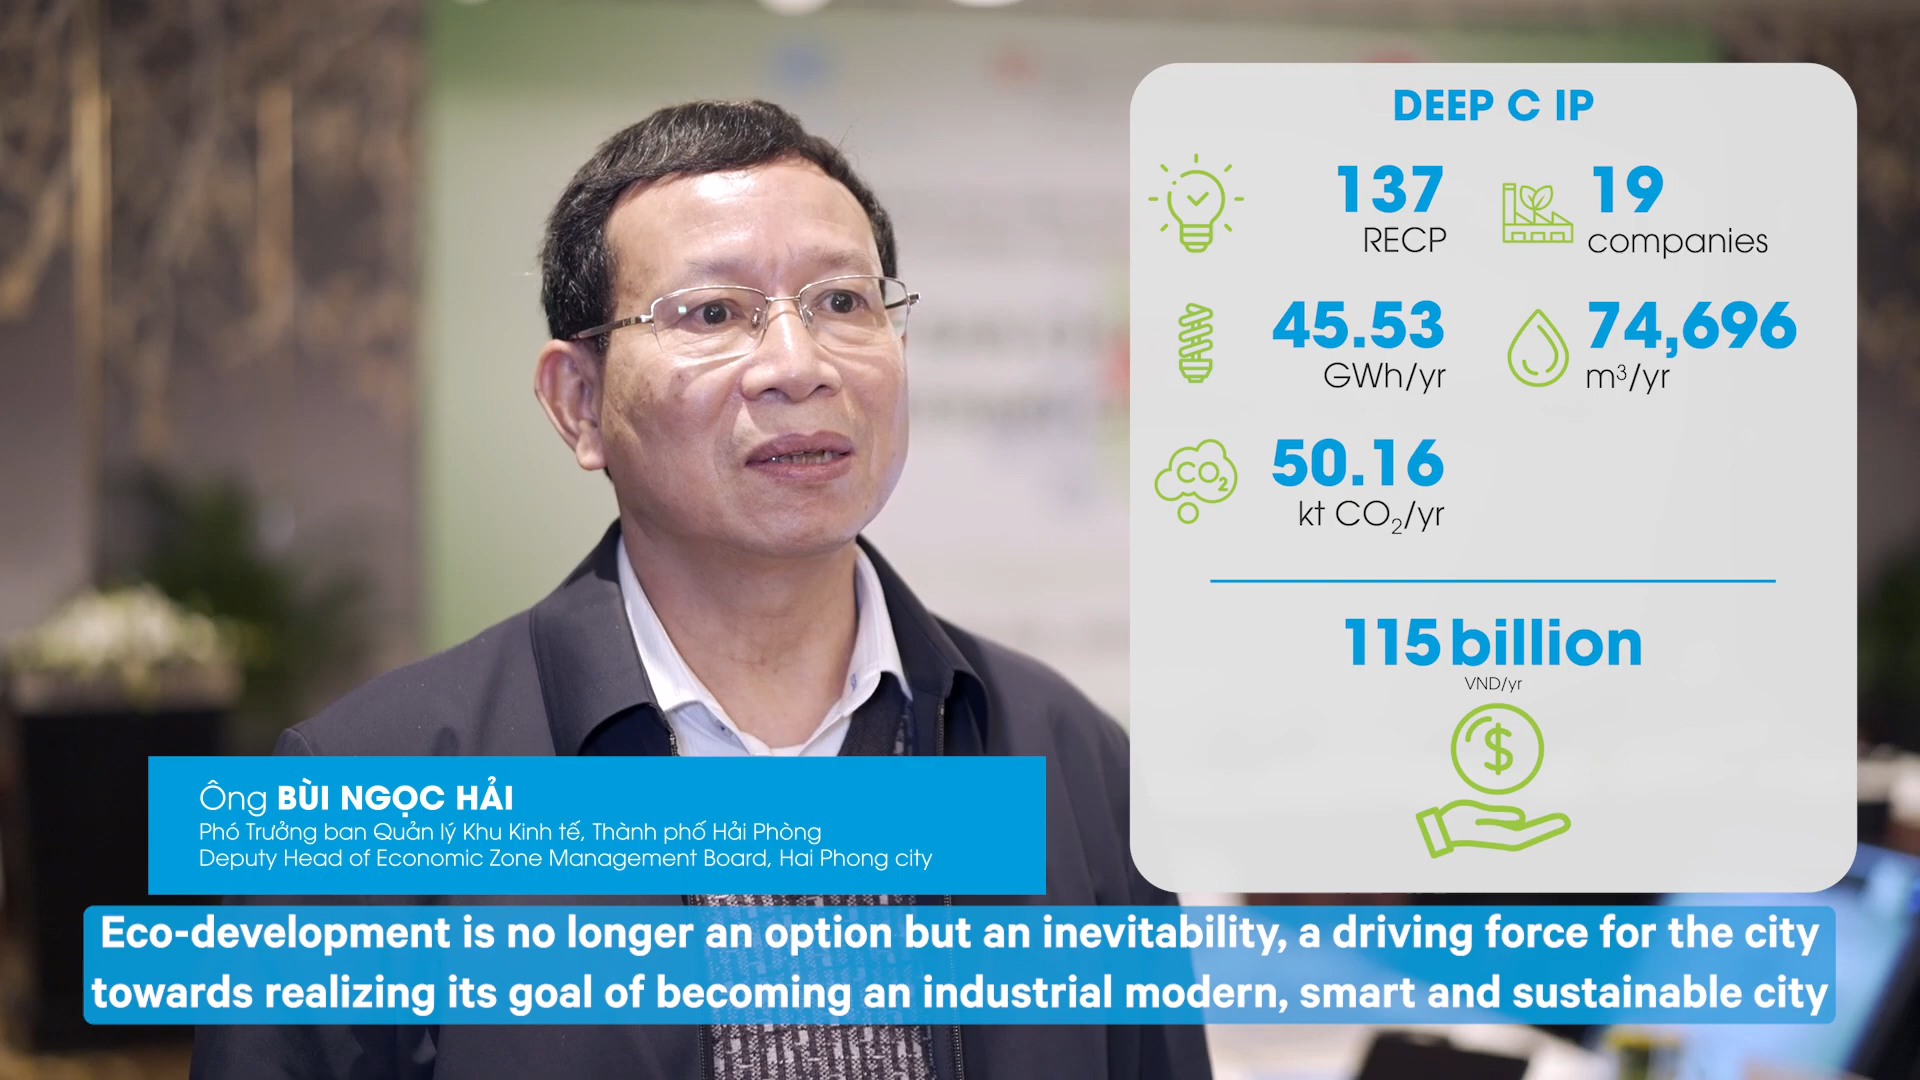 DEEP C IP
137
RECP
19
companies
45.53
GWh/yr
74,696
m³/yr
CO₂
50.16
kt CO₂/yr
115 billion
VND/yr
$
Ông BÙI NGỌC HẢI
Phó Trưởng ban Quản lý Khu Kinh tế, Thành phố Hải Phòng
Deputy Head of Economic Zone Management Board, Hai Phong city
Eco-development is no longer an option but an inevitability, a driving force for the city
towards realizing its goal of becoming an industrial modern, smart and sustainable city